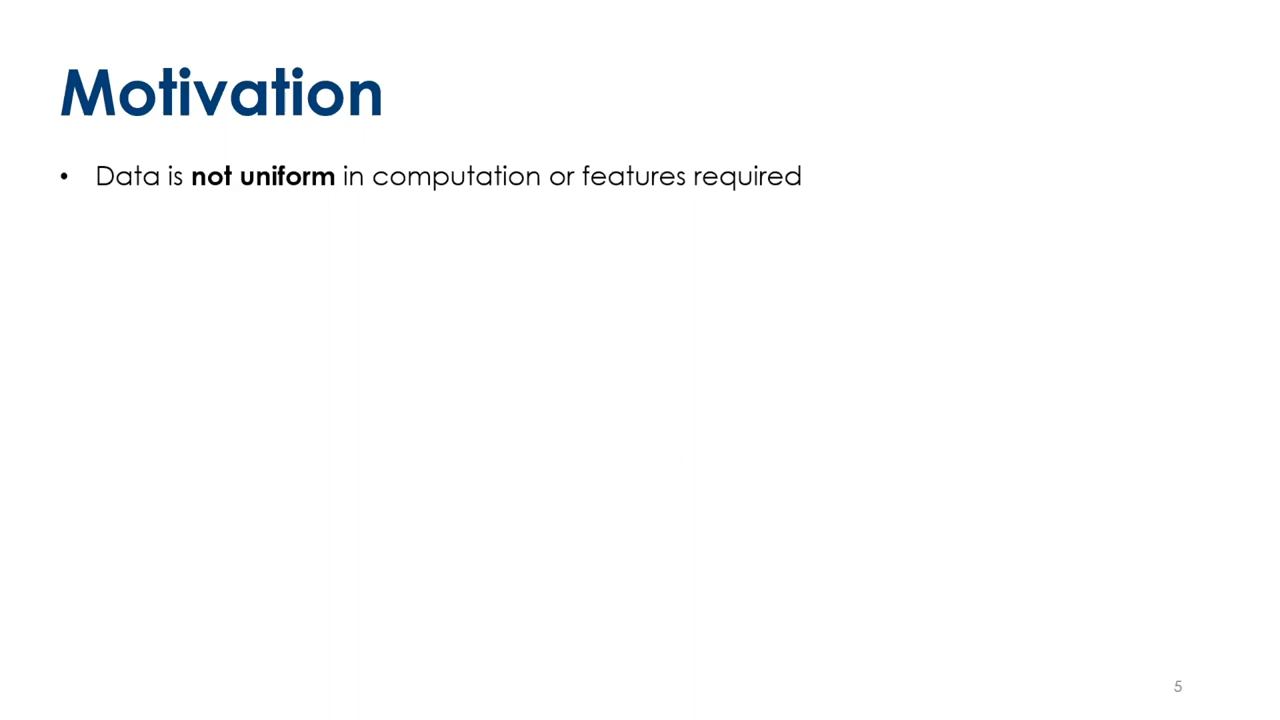 Motivation
• Data is not uniform in computation or features required
5